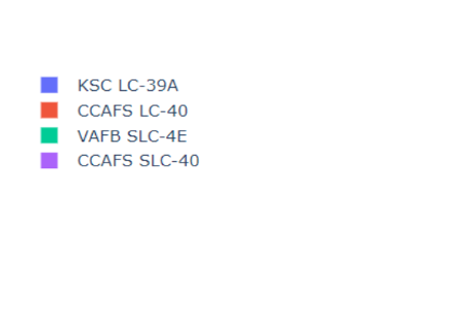 KSC LC-39A
CCAFS LC-40
VAFB SLC-4E
CCAFS SLC-40